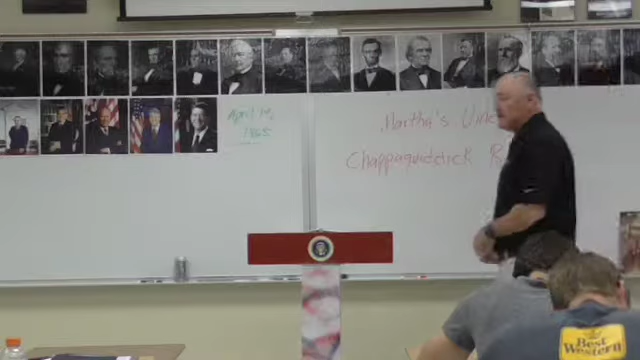 April 14,
1865
Martha's Vine
Chappaquiddick R
Best
Western